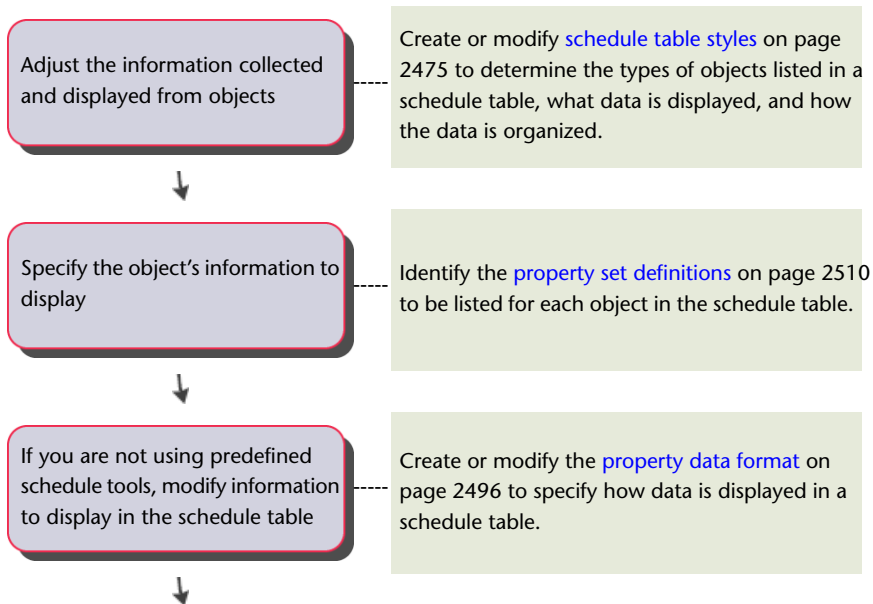 Adjust the information collected
and displayed from objects
Create or modify schedule table styles on page
2475 to determine the types of objects listed in a
schedule table, what data is displayed, and how
the data is organized.
Specify the object’s information to
display
Identify the property set definitions on page 2510
to be listed for each object in the schedule table.
If you are not using predefined
schedule tools, modify information
to display in the schedule table
Create or modify the property data format on
page 2496 to specify how data is displayed in a
schedule table.